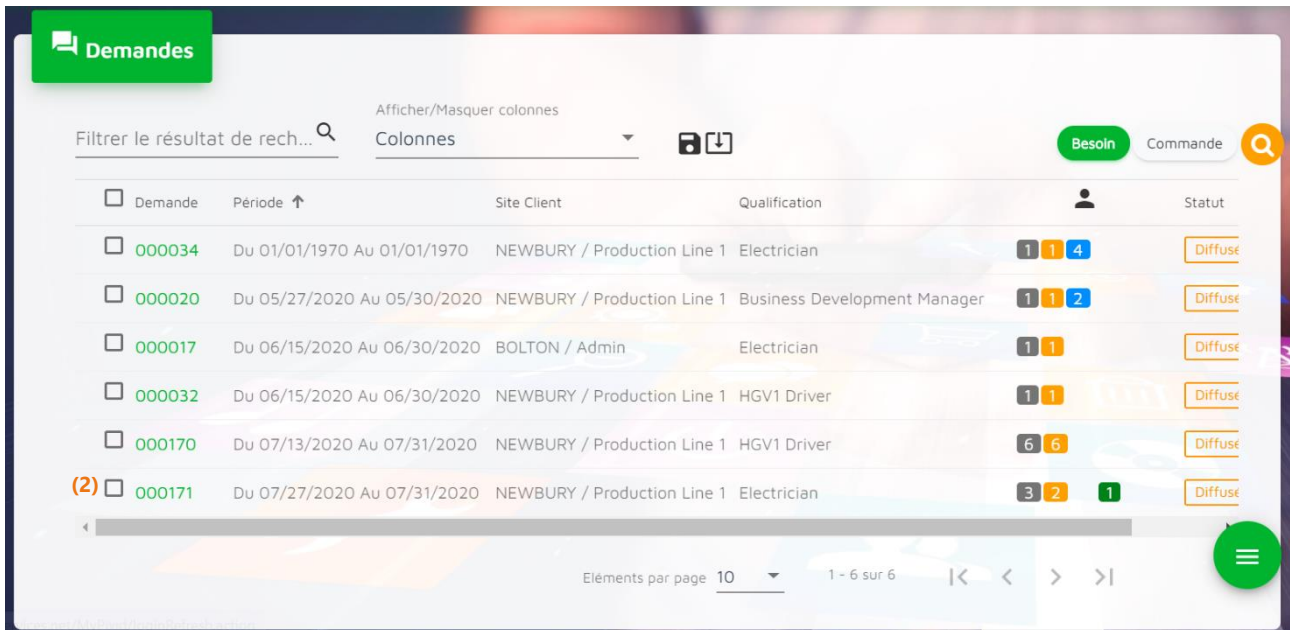 Demandes
Afficher/Masquer colonnes
Filtrer le résultat de rech... Colonnes Besoin Commande
Demande Période Site Client Qualification Statut
000034 Du 01/01/1970 Au 01/01/1970 NEWBURY / Production Line 1 Electrician 1 1 4 Diffusé
000020 Du 05/27/2020 Au 05/30/2020 NEWBURY / Production Line 1 Business Development Manager 1 1 2 Diffusé
000017 Du 06/15/2020 Au 06/30/2020 BOLTON / Admin Electrician 1 1 Diffusé
000032 Du 06/15/2020 Au 06/30/2020 NEWBURY / Production Line 1 HGV1 Driver 1 1 Diffusé
000170 Du 07/13/2020 Au 07/31/2020 NEWBURY / Production Line 1 HGV1 Driver 6 6 Diffusé
(2) 000171 Du 07/27/2020 Au 07/31/2020 NEWBURY / Production Line 1 Electrician 3 2 1 Diffusé
Eléments par page 10 1 - 6 sur 6